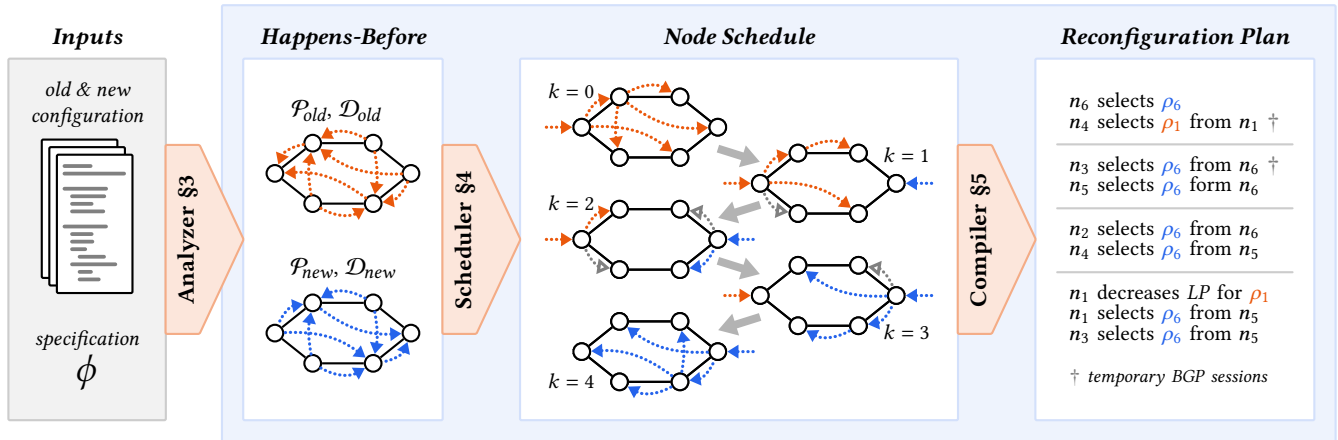 Inputs
old & new
configuration
specification
ϕ
Analyzer §3
Happens-Before
𝒫old, 𝒟old
𝒫new, 𝒟new
Scheduler §4
Node Schedule
k = 0
k = 1
k = 2
k = 3
k = 4
Compiler §5
Reconfiguration Plan
n6 selects ρ6
n4 selects ρ1 from n1 †
n3 selects ρ6 from n6 †
n5 selects ρ6 form n6
n2 selects ρ6 from n6
n4 selects ρ6 from n5
n1 decreases LP for ρ1
n1 selects ρ6 from n5
n3 selects ρ6 from n5
† temporary BGP sessions